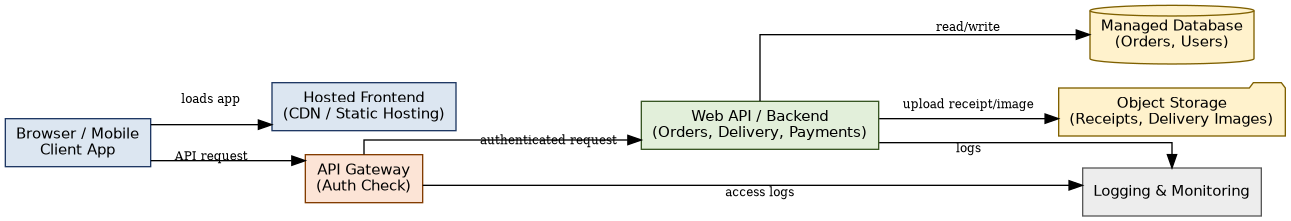 read/write
Managed Database
(Orders, Users)
loads app
Hosted Frontend
(CDN / Static Hosting)
Web API / Backend
(Orders, Delivery, Payments)
upload receipt/image
Object Storage
(Receipts, Delivery Images)
Browser / Mobile
Client App
API request
authenticated request
logs
API Gateway
(Auth Check)
access logs
Logging & Monitoring